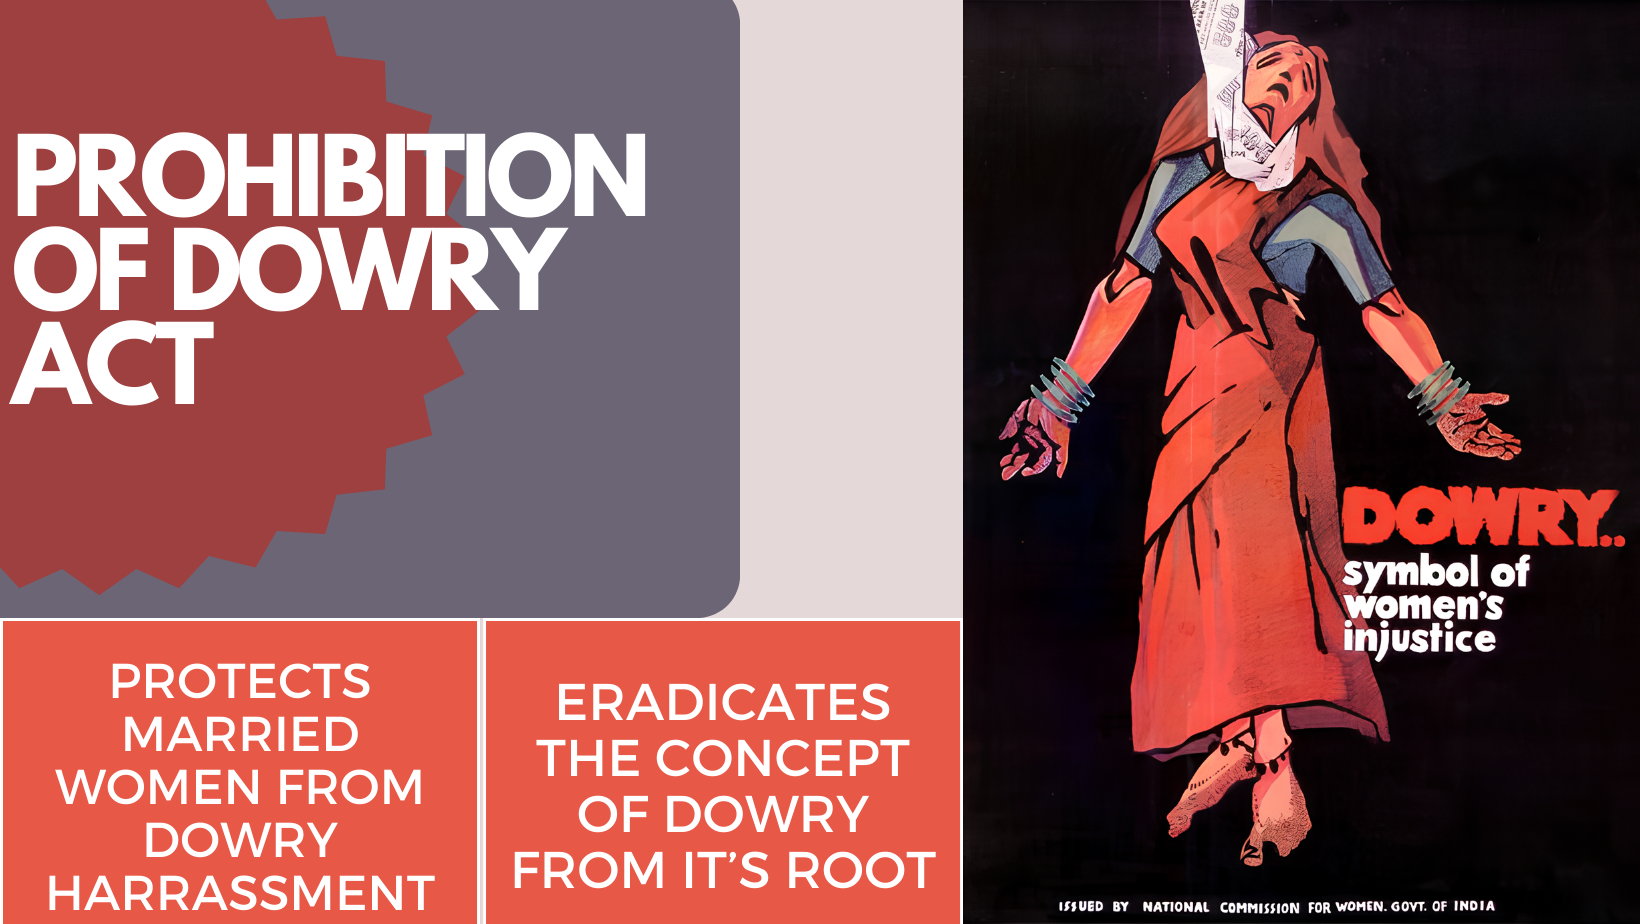 PROHIBITION
OF DOWRY
ACT
PROTECTS
MARRIED
WOMEN FROM
DOWRY
HARRASSMENT
ERADICATES
THE CONCEPT
OF DOWRY
FROM IT'S ROOT
DOWRY..
symbol of
women's
injustice
ISSUED BY NATIONAL COMMISSION FOR WOMEN. GOVT. OF INDIA